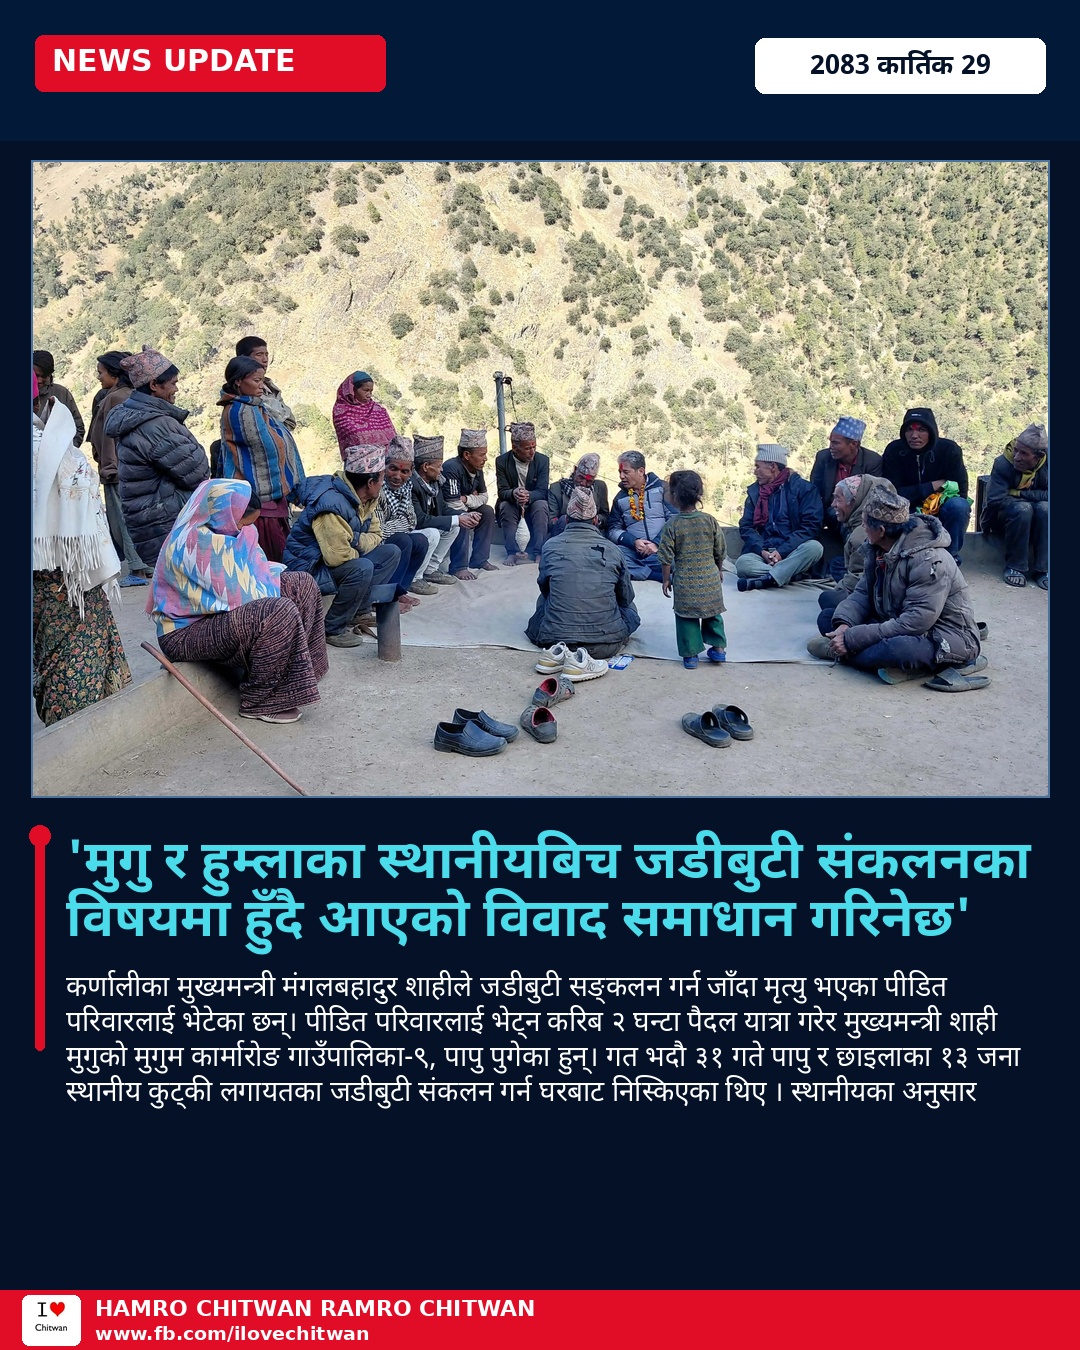 NEWS UPDATE
2083 कार्तिक 29
'मुगु र हुम्लाका स्थानीयबिच जडीबुटी संकलनका
विषयमा हुँदै आएको विवाद समाधान गरिनेछ'
कर्णालीका मुख्यमन्त्री मंगलबहादुर शाहीले जडीबुटी सङ्कलन गर्न जाँदा मृत्यु भएका पीडित
परिवारलाई भेटेका छन्। पीडित परिवारलाई भेट्न करिब २ घन्टा पैदल यात्रा गरेर मुख्यमन्त्री शाही
मुगुको मुगुम कार्मारोङ गाउँपालिका-९, पापु पुगेका हुन्। गत भदौ ३१ गते पापु र छाइलाका १३ जना
स्थानीय कुट्की लगायतका जडीबुटी संकलन गर्न घरबाट निस्किएका थिए । स्थानीयका अनुसार
I❤
Chitwan
HAMRO CHITWAN RAMRO CHITWAN
www.fb.com/ilovechitwan